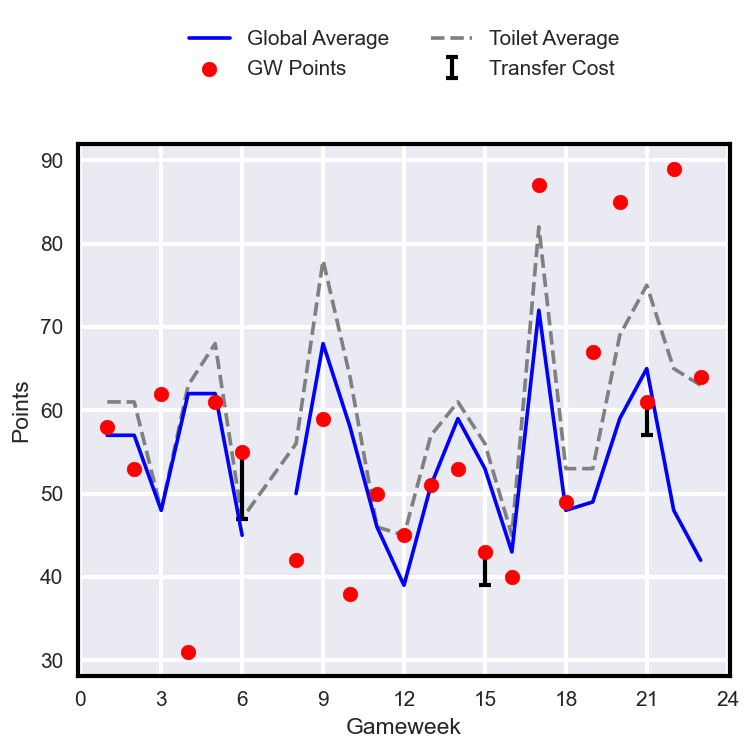 Global Average
Toilet Average
GW Points
Transfer Cost
90
80
70
60
50
40
30
Points
0 3 6 9 12 15 18 21 24
Gameweek